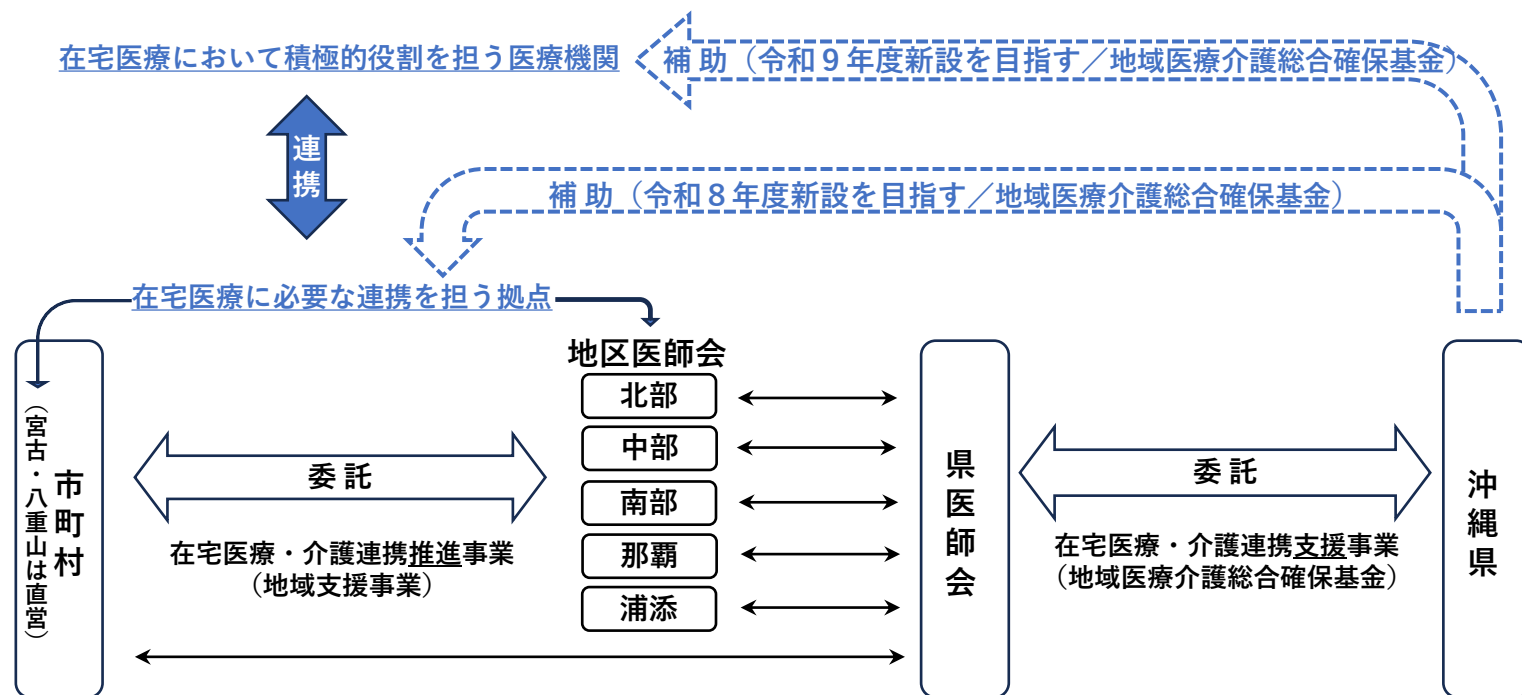 在宅医療において積極的役割を担う医療機関
補 助（令和９年度新設を目指す／地域医療介護総合確保基金）
連携
補 助（令和８年度新設を目指す／地域医療介護総合確保基金）
在宅医療に必要な連携を担う拠点
市町村
（宮古・八重山は直営）
委 託
在宅医療・介護連携推進事業
（地域支援事業）
地区医師会
北部
中部
南部
那覇
浦添
県医師会
委 託
在宅医療・介護連携支援事業
（地域医療介護総合確保基金）
沖縄県